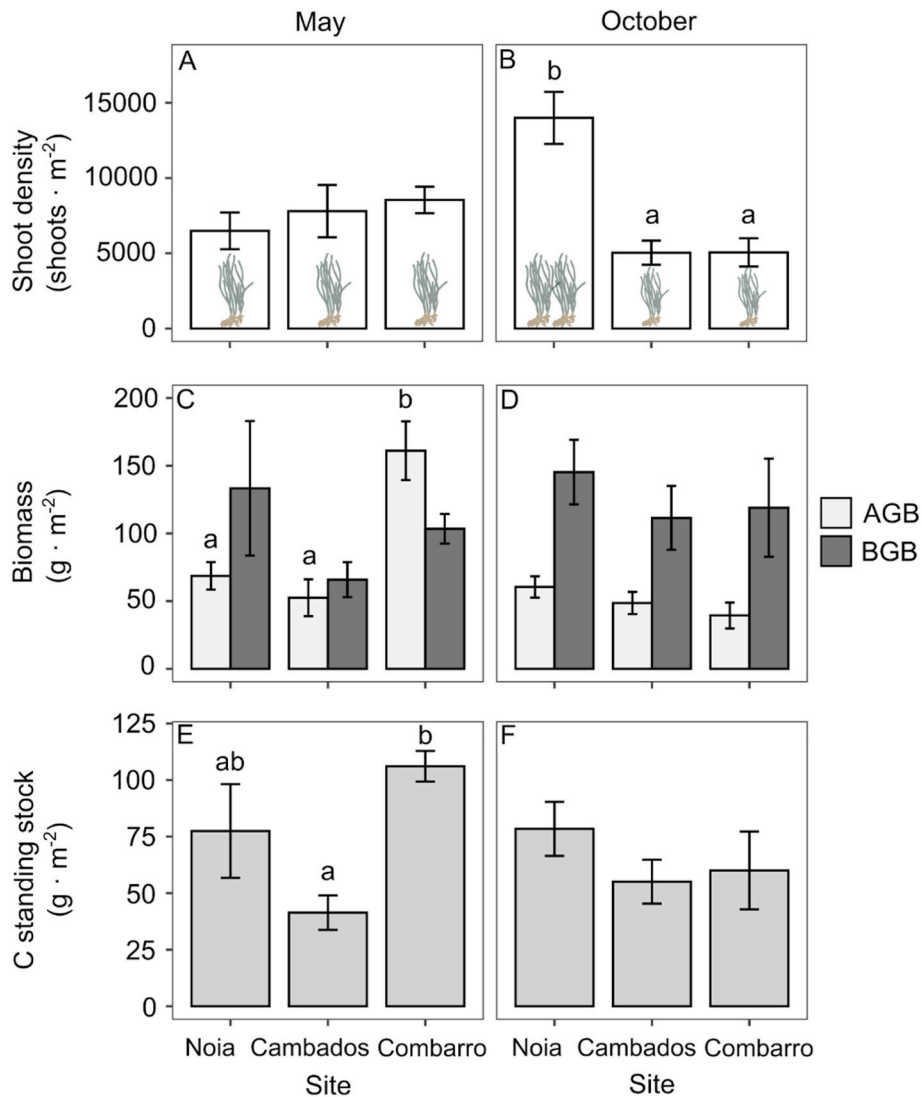 May October
A B
b
a a
Shoot density
(shoots · m⁻²)
15000
10000
5000
0
C D
a a b
Biomass
(g · m⁻²)
200
150
100
50
0
AGB
BGB
E F
ab a b
C standing stock
(g · m⁻²)
125
100
75
50
25
0
Noia Cambados Combarro Noia Cambados Combarro
Site Site